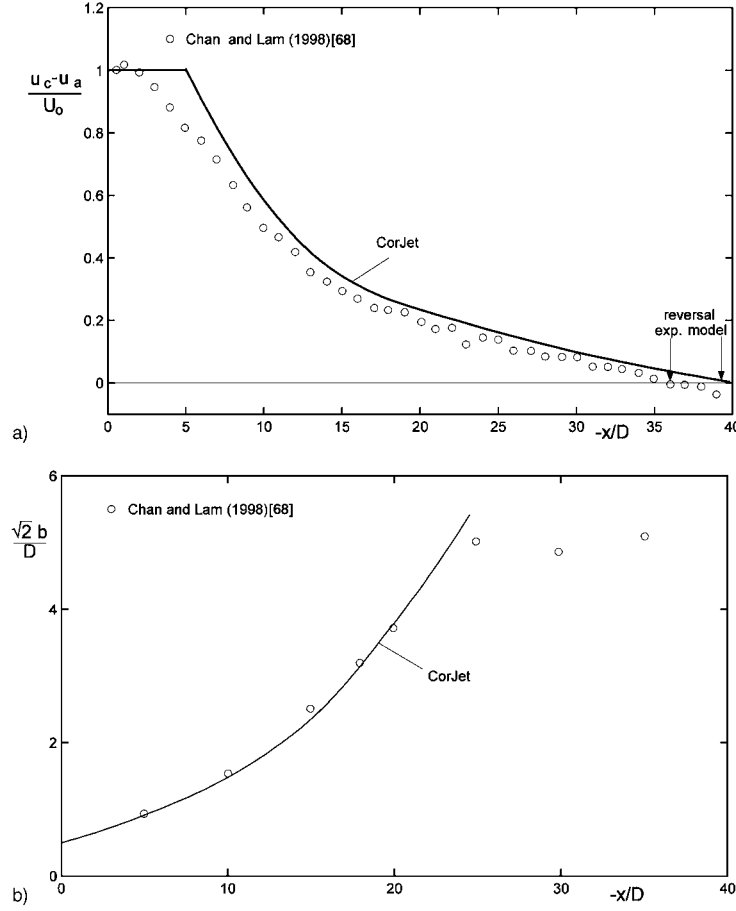 1.2
Chan and Lam (1998)[68]
u_c-u_a
U_o
1
0.8
0.6
CorJet
0.4
0.2
reversal
exp. model
0
0 5 10 15 20 25 30 35 40
-x/D
a)
6
Chan and Lam (1998)[68]
√2 b
D
4
CorJet
2
0
0 10 20 30 40
-x/D
b)